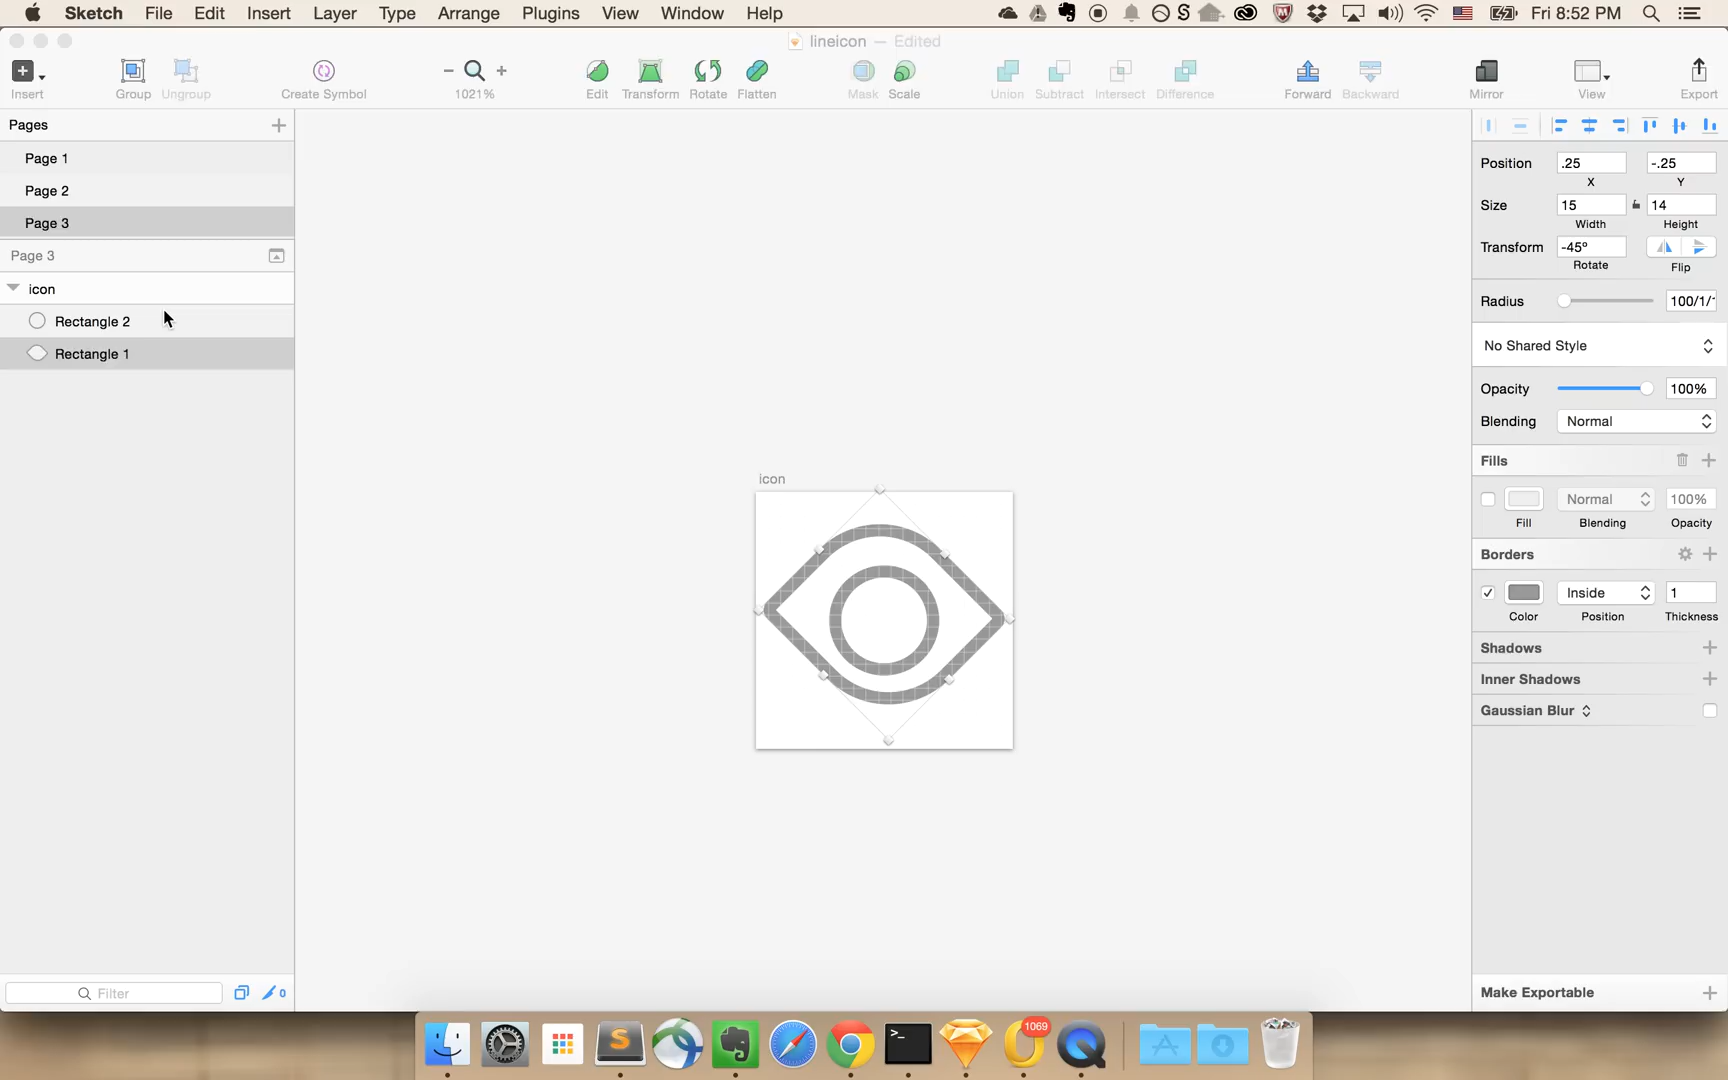 Sketch File Edit Insert Layer Type Arrange Plugins View Window Help S Fri 8:52 PM
lineicon — Edited
Insert Group Ungroup Create Symbol 1021% Edit Transform Rotate Flatten Mask Scale Union Subtract Intersect Difference Forward Backward Mirror View Export
Pages
Page 1
Page 2
Page 3
Page 3
icon
Rectangle 2
Rectangle 1
Filter
0
icon
Position .25 -.25
X Y
Size 15 14
Width Height
Transform -45°
Rotate Flip
Radius 100/1/
No Shared Style
Opacity 100%
Blending Normal
Fills
Normal 100%
Fill Blending Opacity
Borders
Inside 1
Color Position Thickness
Shadows
Inner Shadows
Gaussian Blur
Make Exportable
S
>_
1069